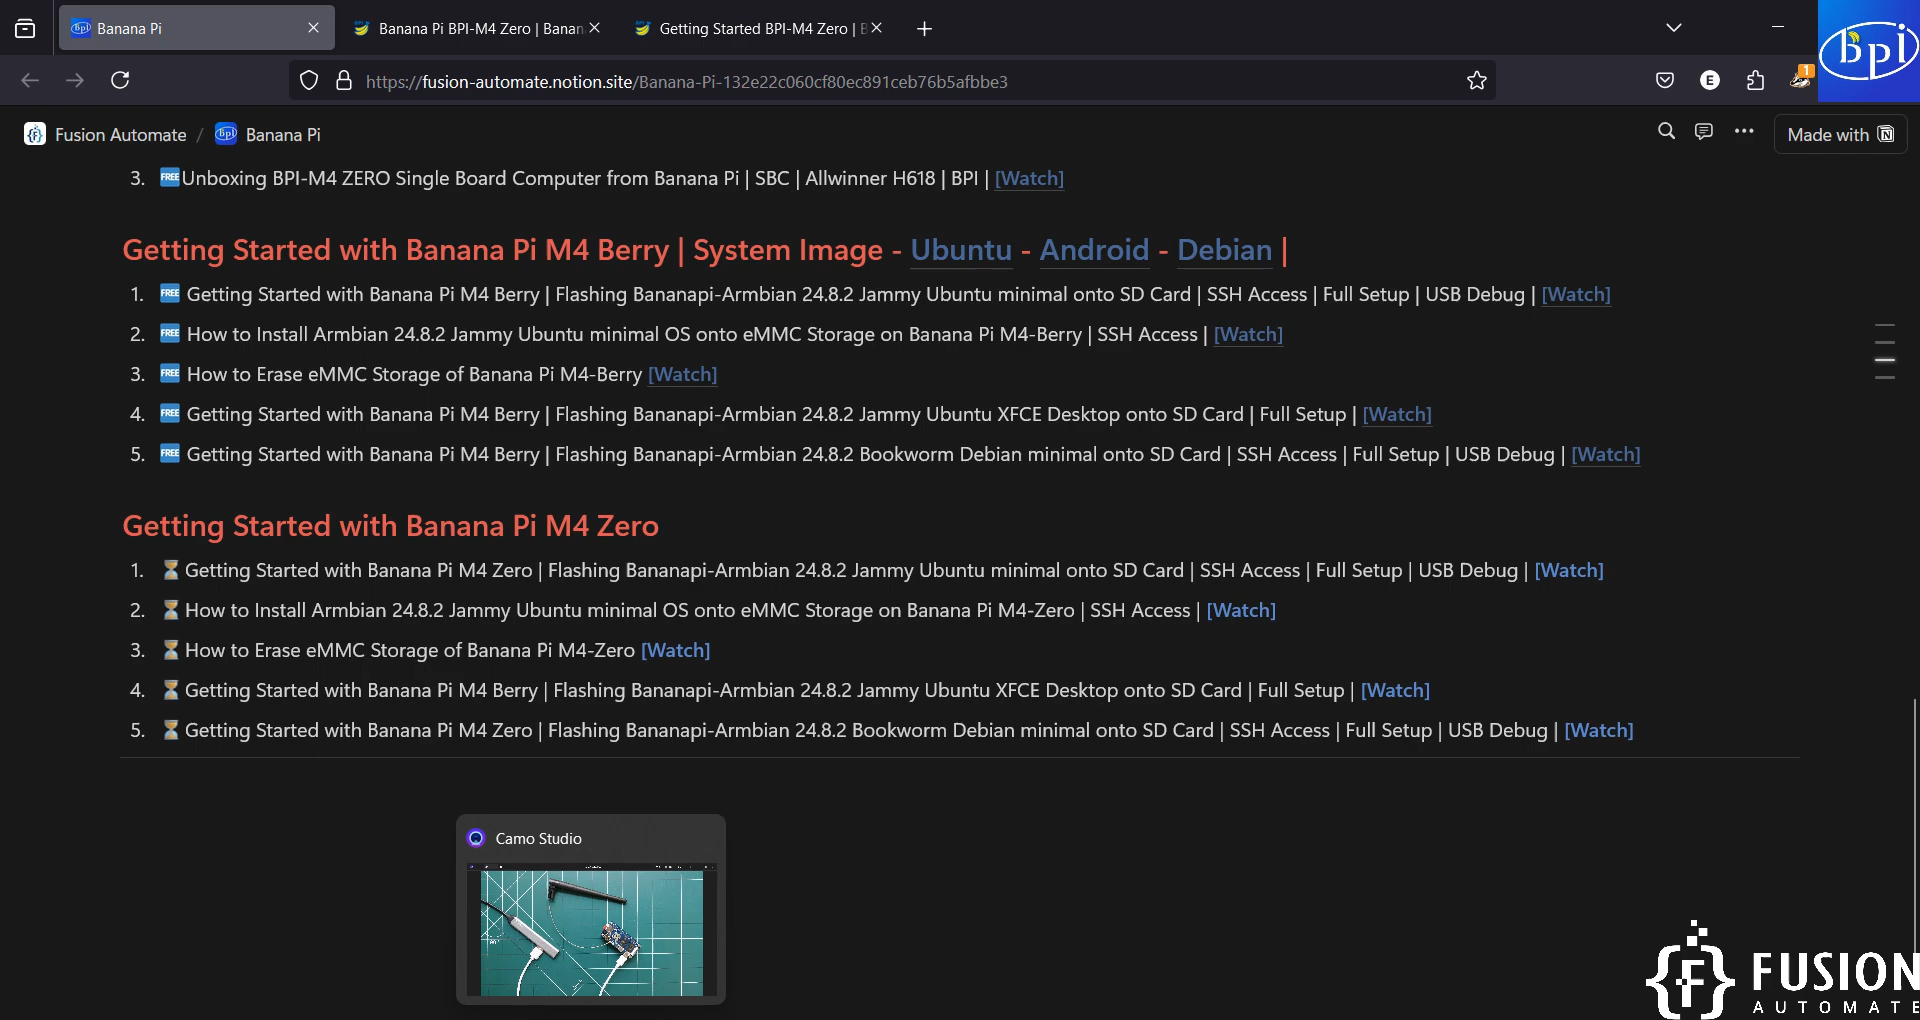 Banana Pi
Banana Pi BPI-M4 Zero | Banan
Getting Started BPI-M4 Zero | B
https://fusion-automate.notion.site/Banana-Pi-132e22c060cf80ec891ceb76b5afbbe3
E
1
bpi
Fusion Automate / Banana Pi
Made with
3. FREE Unboxing BPI-M4 ZERO Single Board Computer from Banana Pi | SBC | Allwinner H618 | BPI | [Watch]
Getting Started with Banana Pi M4 Berry | System Image - Ubuntu - Android - Debian |
1. FREE Getting Started with Banana Pi M4 Berry | Flashing Bananapi-Armbian 24.8.2 Jammy Ubuntu minimal onto SD Card | SSH Access | Full Setup | USB Debug | [Watch]
2. FREE How to Install Armbian 24.8.2 Jammy Ubuntu minimal OS onto eMMC Storage on Banana Pi M4-Berry | SSH Access | [Watch]
3. FREE How to Erase eMMC Storage of Banana Pi M4-Berry [Watch]
4. FREE Getting Started with Banana Pi M4 Berry | Flashing Bananapi-Armbian 24.8.2 Jammy Ubuntu XFCE Desktop onto SD Card | Full Setup | [Watch]
5. FREE Getting Started with Banana Pi M4 Berry | Flashing Bananapi-Armbian 24.8.2 Bookworm Debian minimal onto SD Card | SSH Access | Full Setup | USB Debug | [Watch]
Getting Started with Banana Pi M4 Zero
1. ⌛Getting Started with Banana Pi M4 Zero | Flashing Bananapi-Armbian 24.8.2 Jammy Ubuntu minimal onto SD Card | SSH Access | Full Setup | USB Debug | [Watch]
2. ⌛How to Install Armbian 24.8.2 Jammy Ubuntu minimal OS onto eMMC Storage on Banana Pi M4-Zero | SSH Access | [Watch]
3. ⌛How to Erase eMMC Storage of Banana Pi M4-Zero [Watch]
4. ⌛Getting Started with Banana Pi M4 Berry | Flashing Bananapi-Armbian 24.8.2 Jammy Ubuntu XFCE Desktop onto SD Card | Full Setup | [Watch]
5. ⌛Getting Started with Banana Pi M4 Zero | Flashing Bananapi-Armbian 24.8.2 Bookworm Debian minimal onto SD Card | SSH Access | Full Setup | USB Debug | [Watch]
Camo Studio
{F} FUSION
AUTOMATE